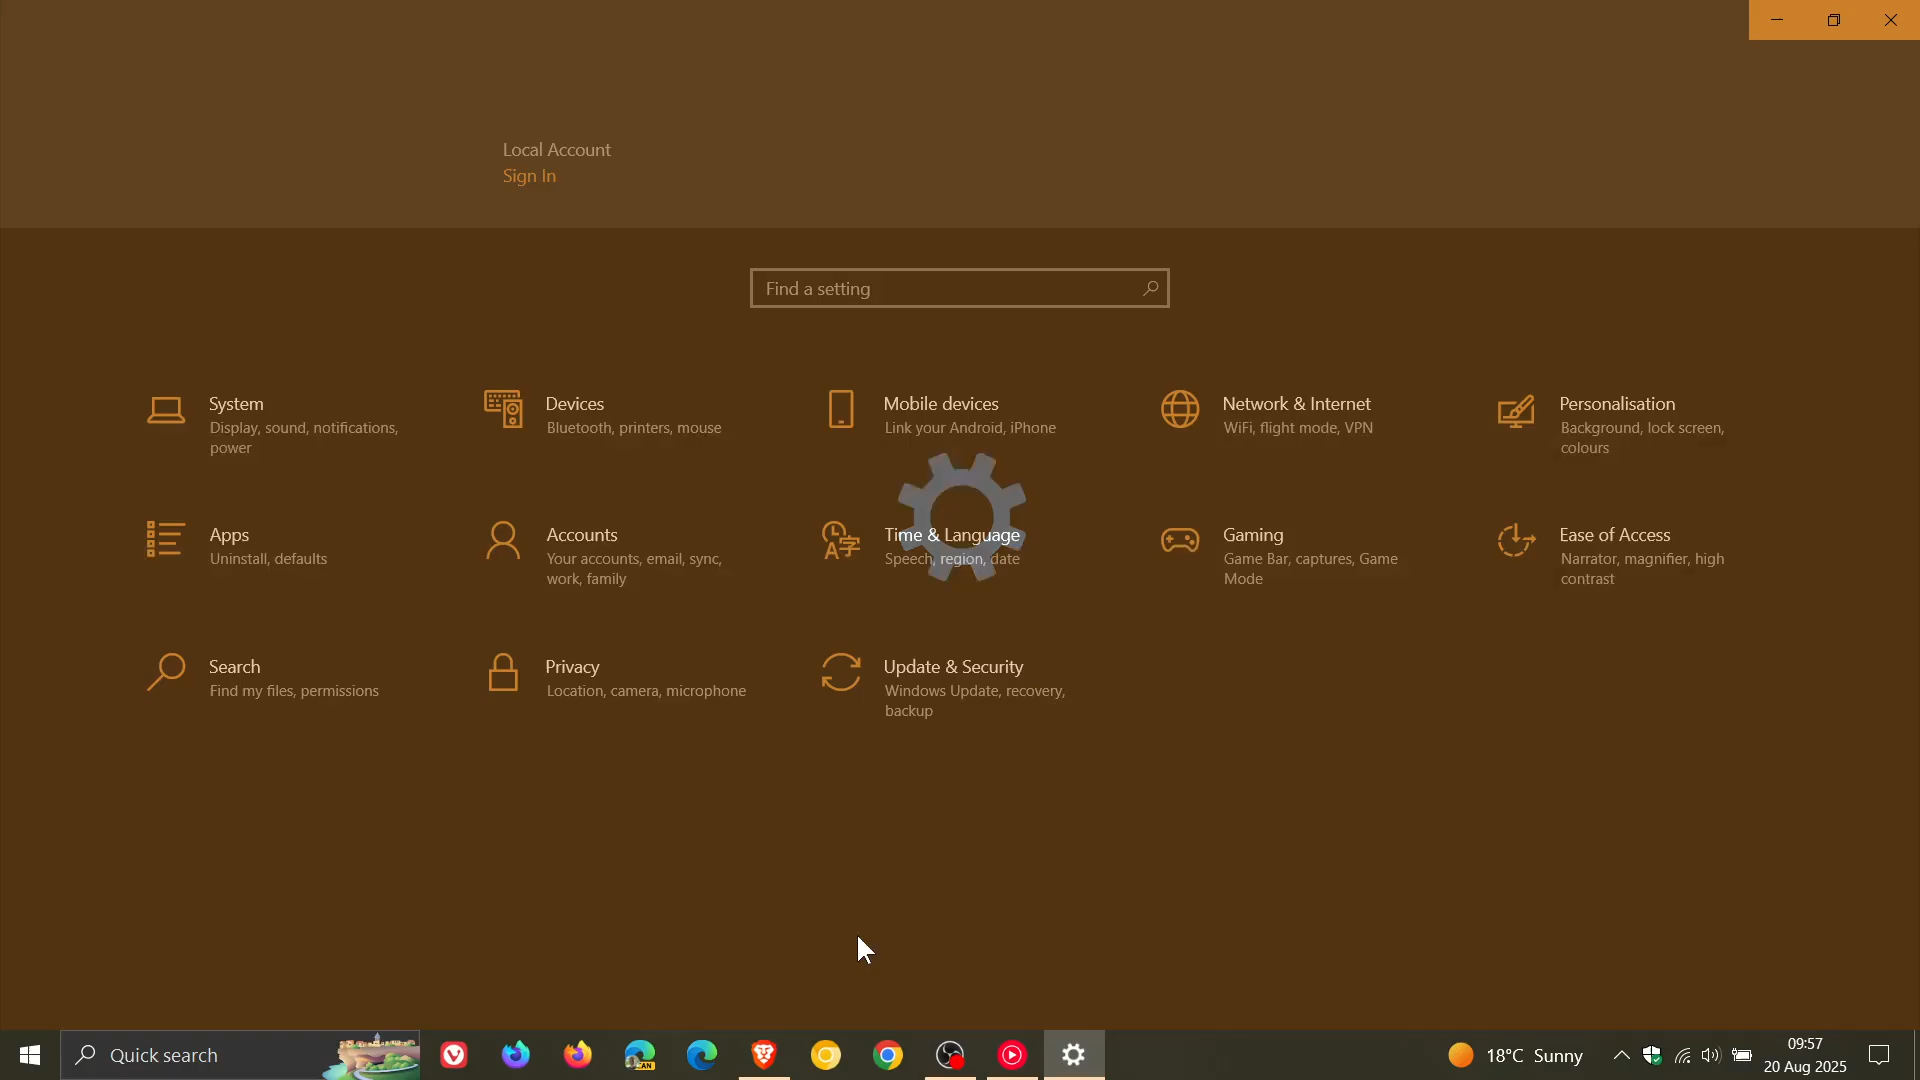 Local Account
Sign In
Find a setting
System
Display, sound, notifications,
power
Devices
Bluetooth, printers, mouse
Mobile devices
Link your Android, iPhone
Network & Internet
WiFi, flight mode, VPN
Personalisation
Background, lock screen,
colours
Apps
Uninstall, defaults
Accounts
Your accounts, email, sync,
work, family
Time & Language
Speech, region, date
Gaming
Game Bar, captures, Game
Mode
Ease of Access
Narrator, magnifier, high
contrast
Search
Find my files, permissions
Privacy
Location, camera, microphone
Update & Security
Windows Update, recovery,
backup
Quick search
CAN
18°C Sunny
09:57
20 Aug 2025